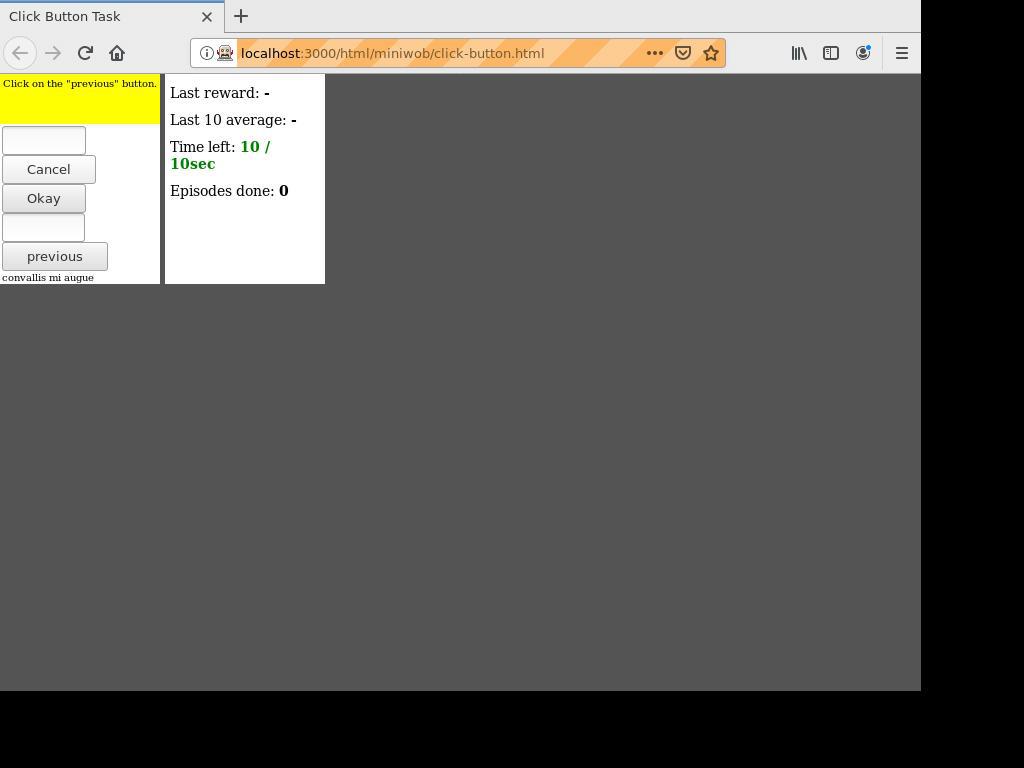 Click Button Task
localhost:3000/html/miniwob/click-button.html
Click on the "previous" button.
Cancel
Okay
previous
convallis mi augue
Last reward: -
Last 10 average: -
Time left: 10 /
10sec
Episodes done: 0